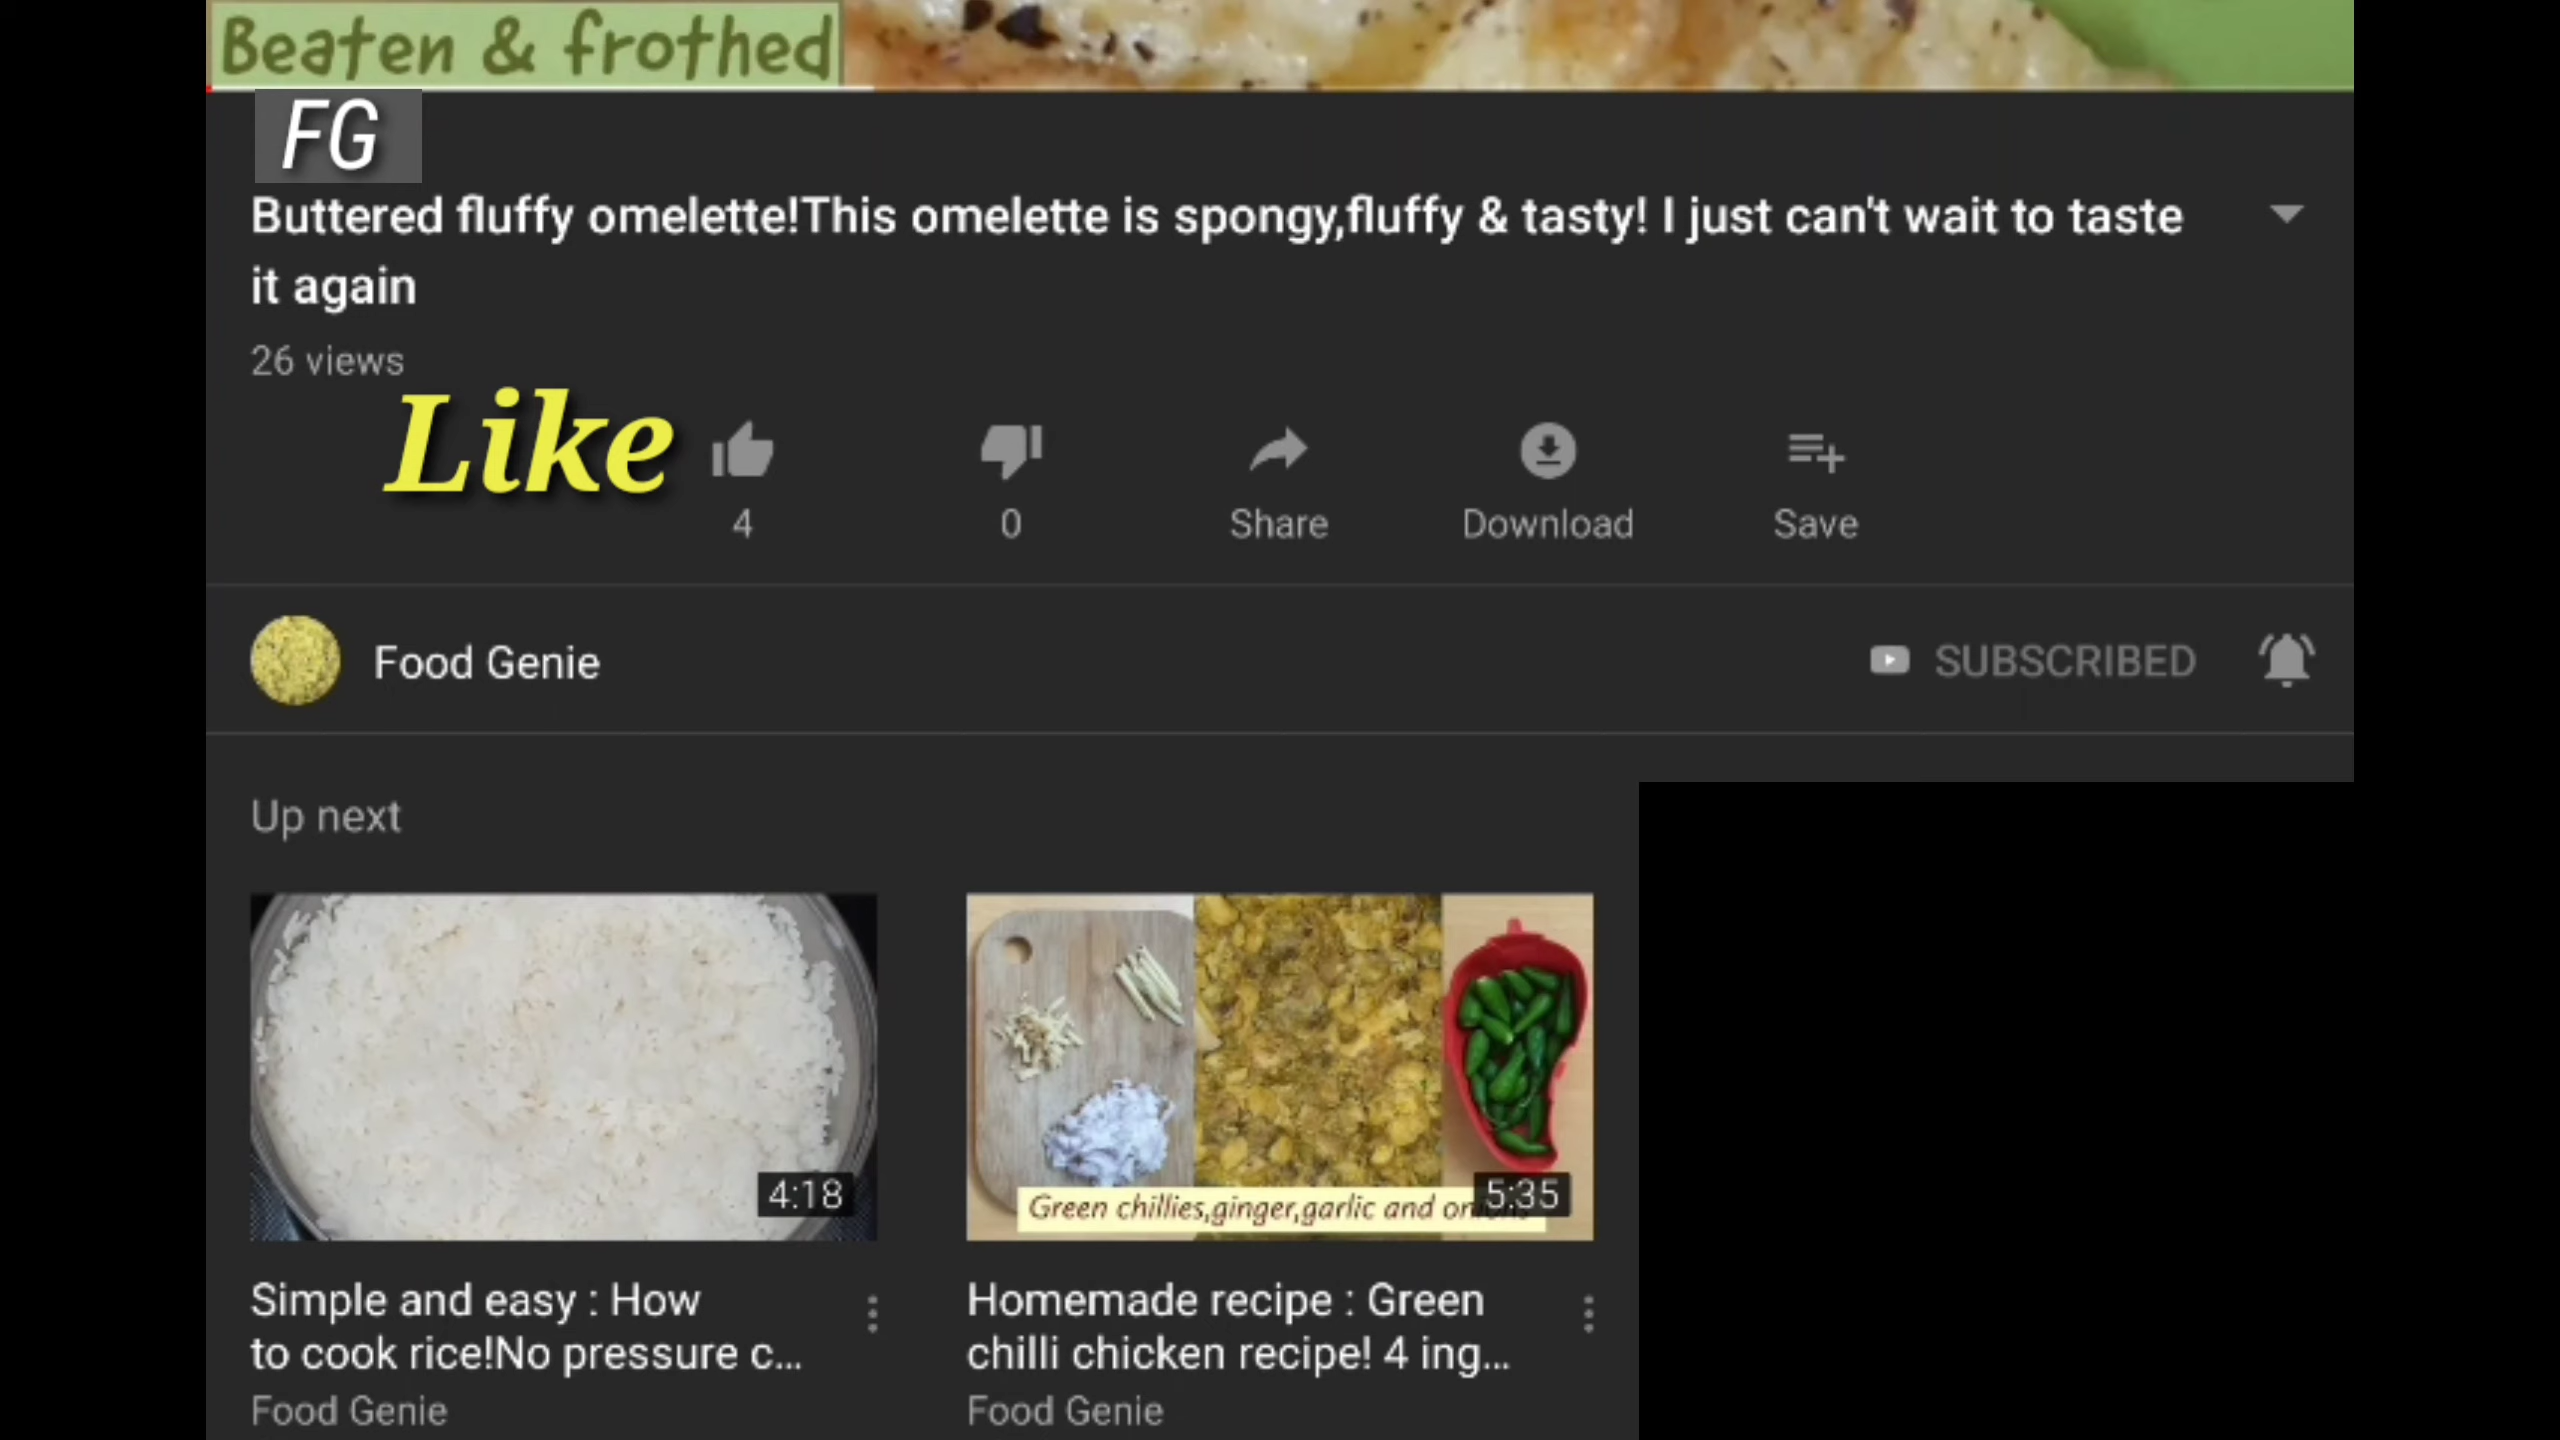 Beaten & frothed
FG
Buttered fluffy omelette!This omelette is spongy,fluffy & tasty! I just can't wait to taste
it again
26 views
Like
4
0
Share
Download
Save
Food Genie
SUBSCRIBED
Up next
4:18
Green chillies,ginger,garlic and
5:35
Simple and easy : How
to cook rice!No pressure c...
Food Genie
Homemade recipe : Green
chilli chicken recipe! 4 ing...
Food Genie